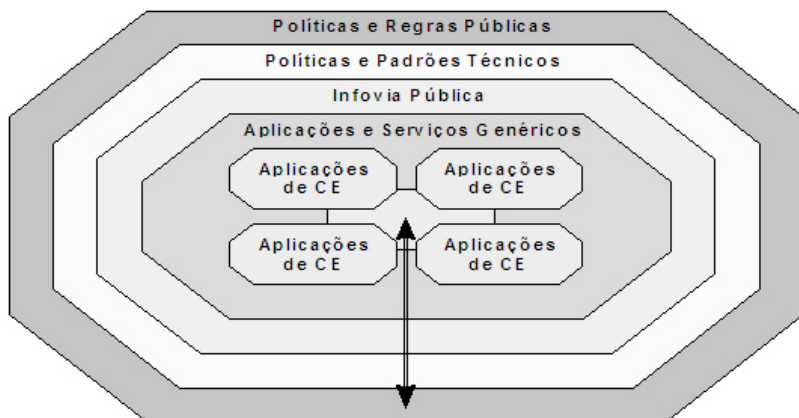 Políticas e Regras Públicas
Políticas e Padrões Técnicos
Infovia Pública
Aplicações e Serviços Genéricos
Aplicações
de CE
Aplicações
de CE
Aplicações
de CE
Aplicações
de CE